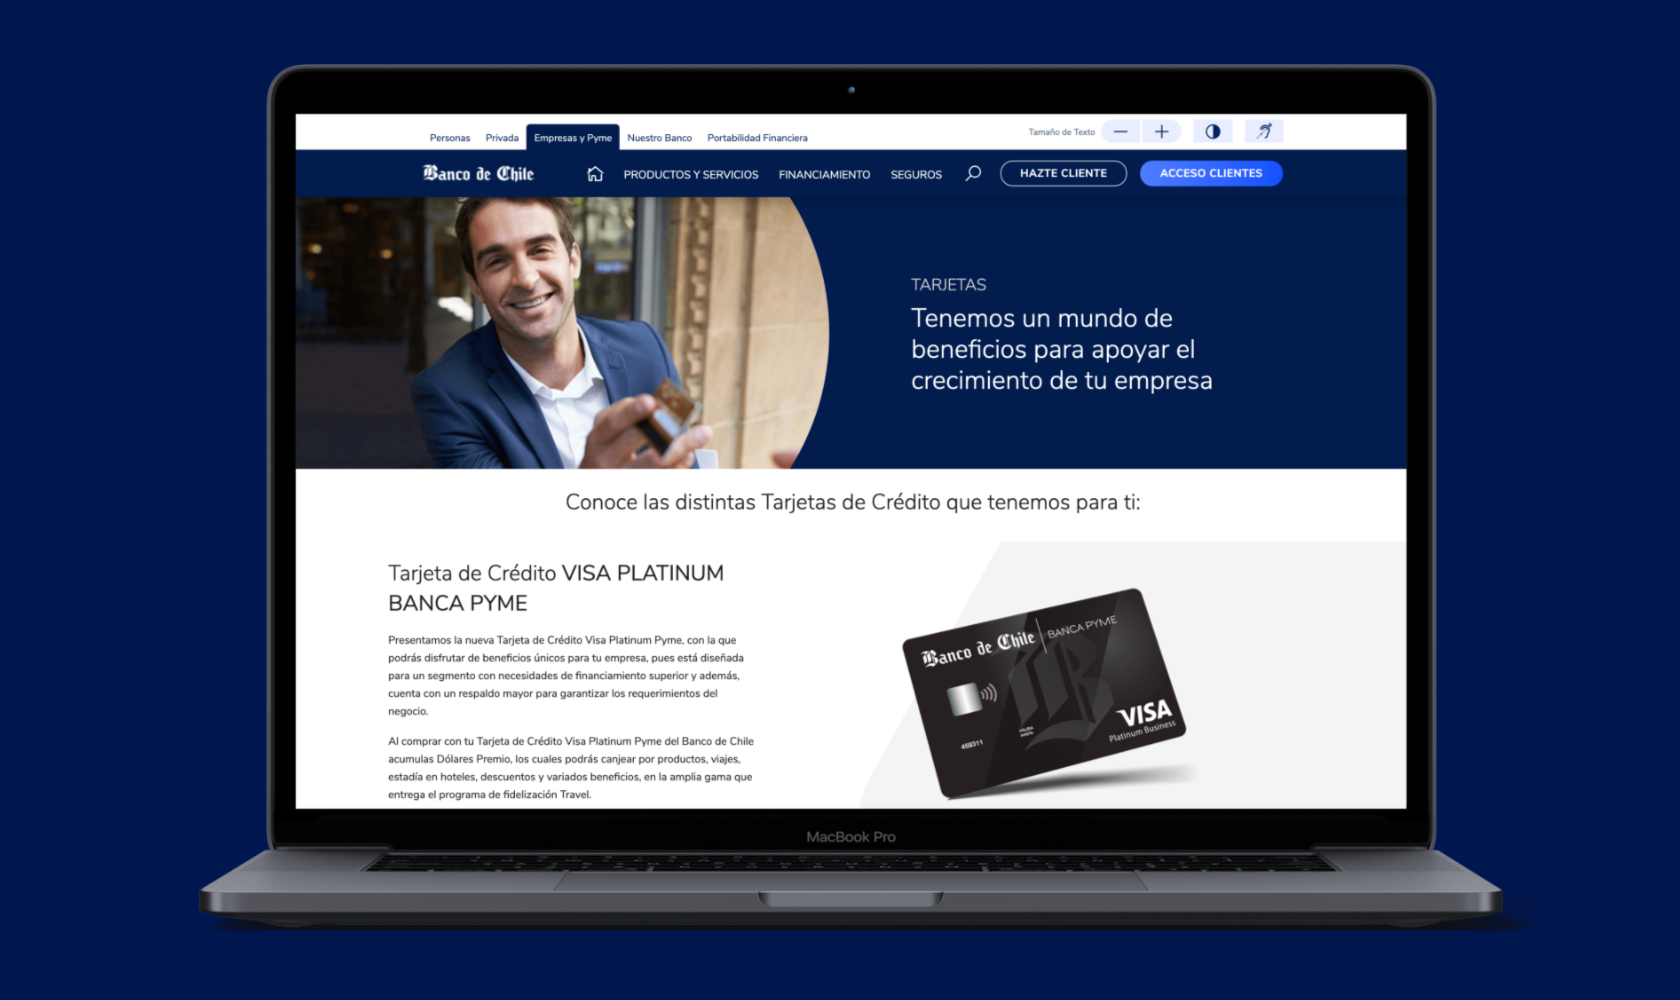 Personas Privada Empresas y Pyme Nuestro Banco Portabilidad Financiera Tamaño de Texto
Banco de Chile PRODUCTOS Y SERVICIOS FINANCIAMIENTO SEGUROS HAZTE CLIENTE ACCESO CLIENTES
TARJETAS
Tenemos un mundo de
beneficios para apoyar el
crecimiento de tu empresa
Conoce las distintas Tarjetas de Crédito que tenemos para ti:
Tarjeta de Crédito VISA PLATINUM
BANCA PYME
Presentamos la nueva Tarjeta de Crédito Visa Platinum Pyme, con la que
podrás disfrutar de beneficios únicos para tu empresa, pues está diseñada
para un segmento con necesidades de financiamiento superior y además,
cuenta con un respaldo mayor para garantizar los requerimientos del
negocio.
Al comprar con tu Tarjeta de Crédito Visa Platinum Pyme del Banco de Chile
acumulas Dólares Premio, los cuales podrás canjear por productos, viajes,
estadía en hoteles, descuentos y variados beneficios, en la amplia gama que
entrega el programa de fidelización Travel.
Banco de Chile BANCA PYME
VISA
Platinum Business
MacBook Pro